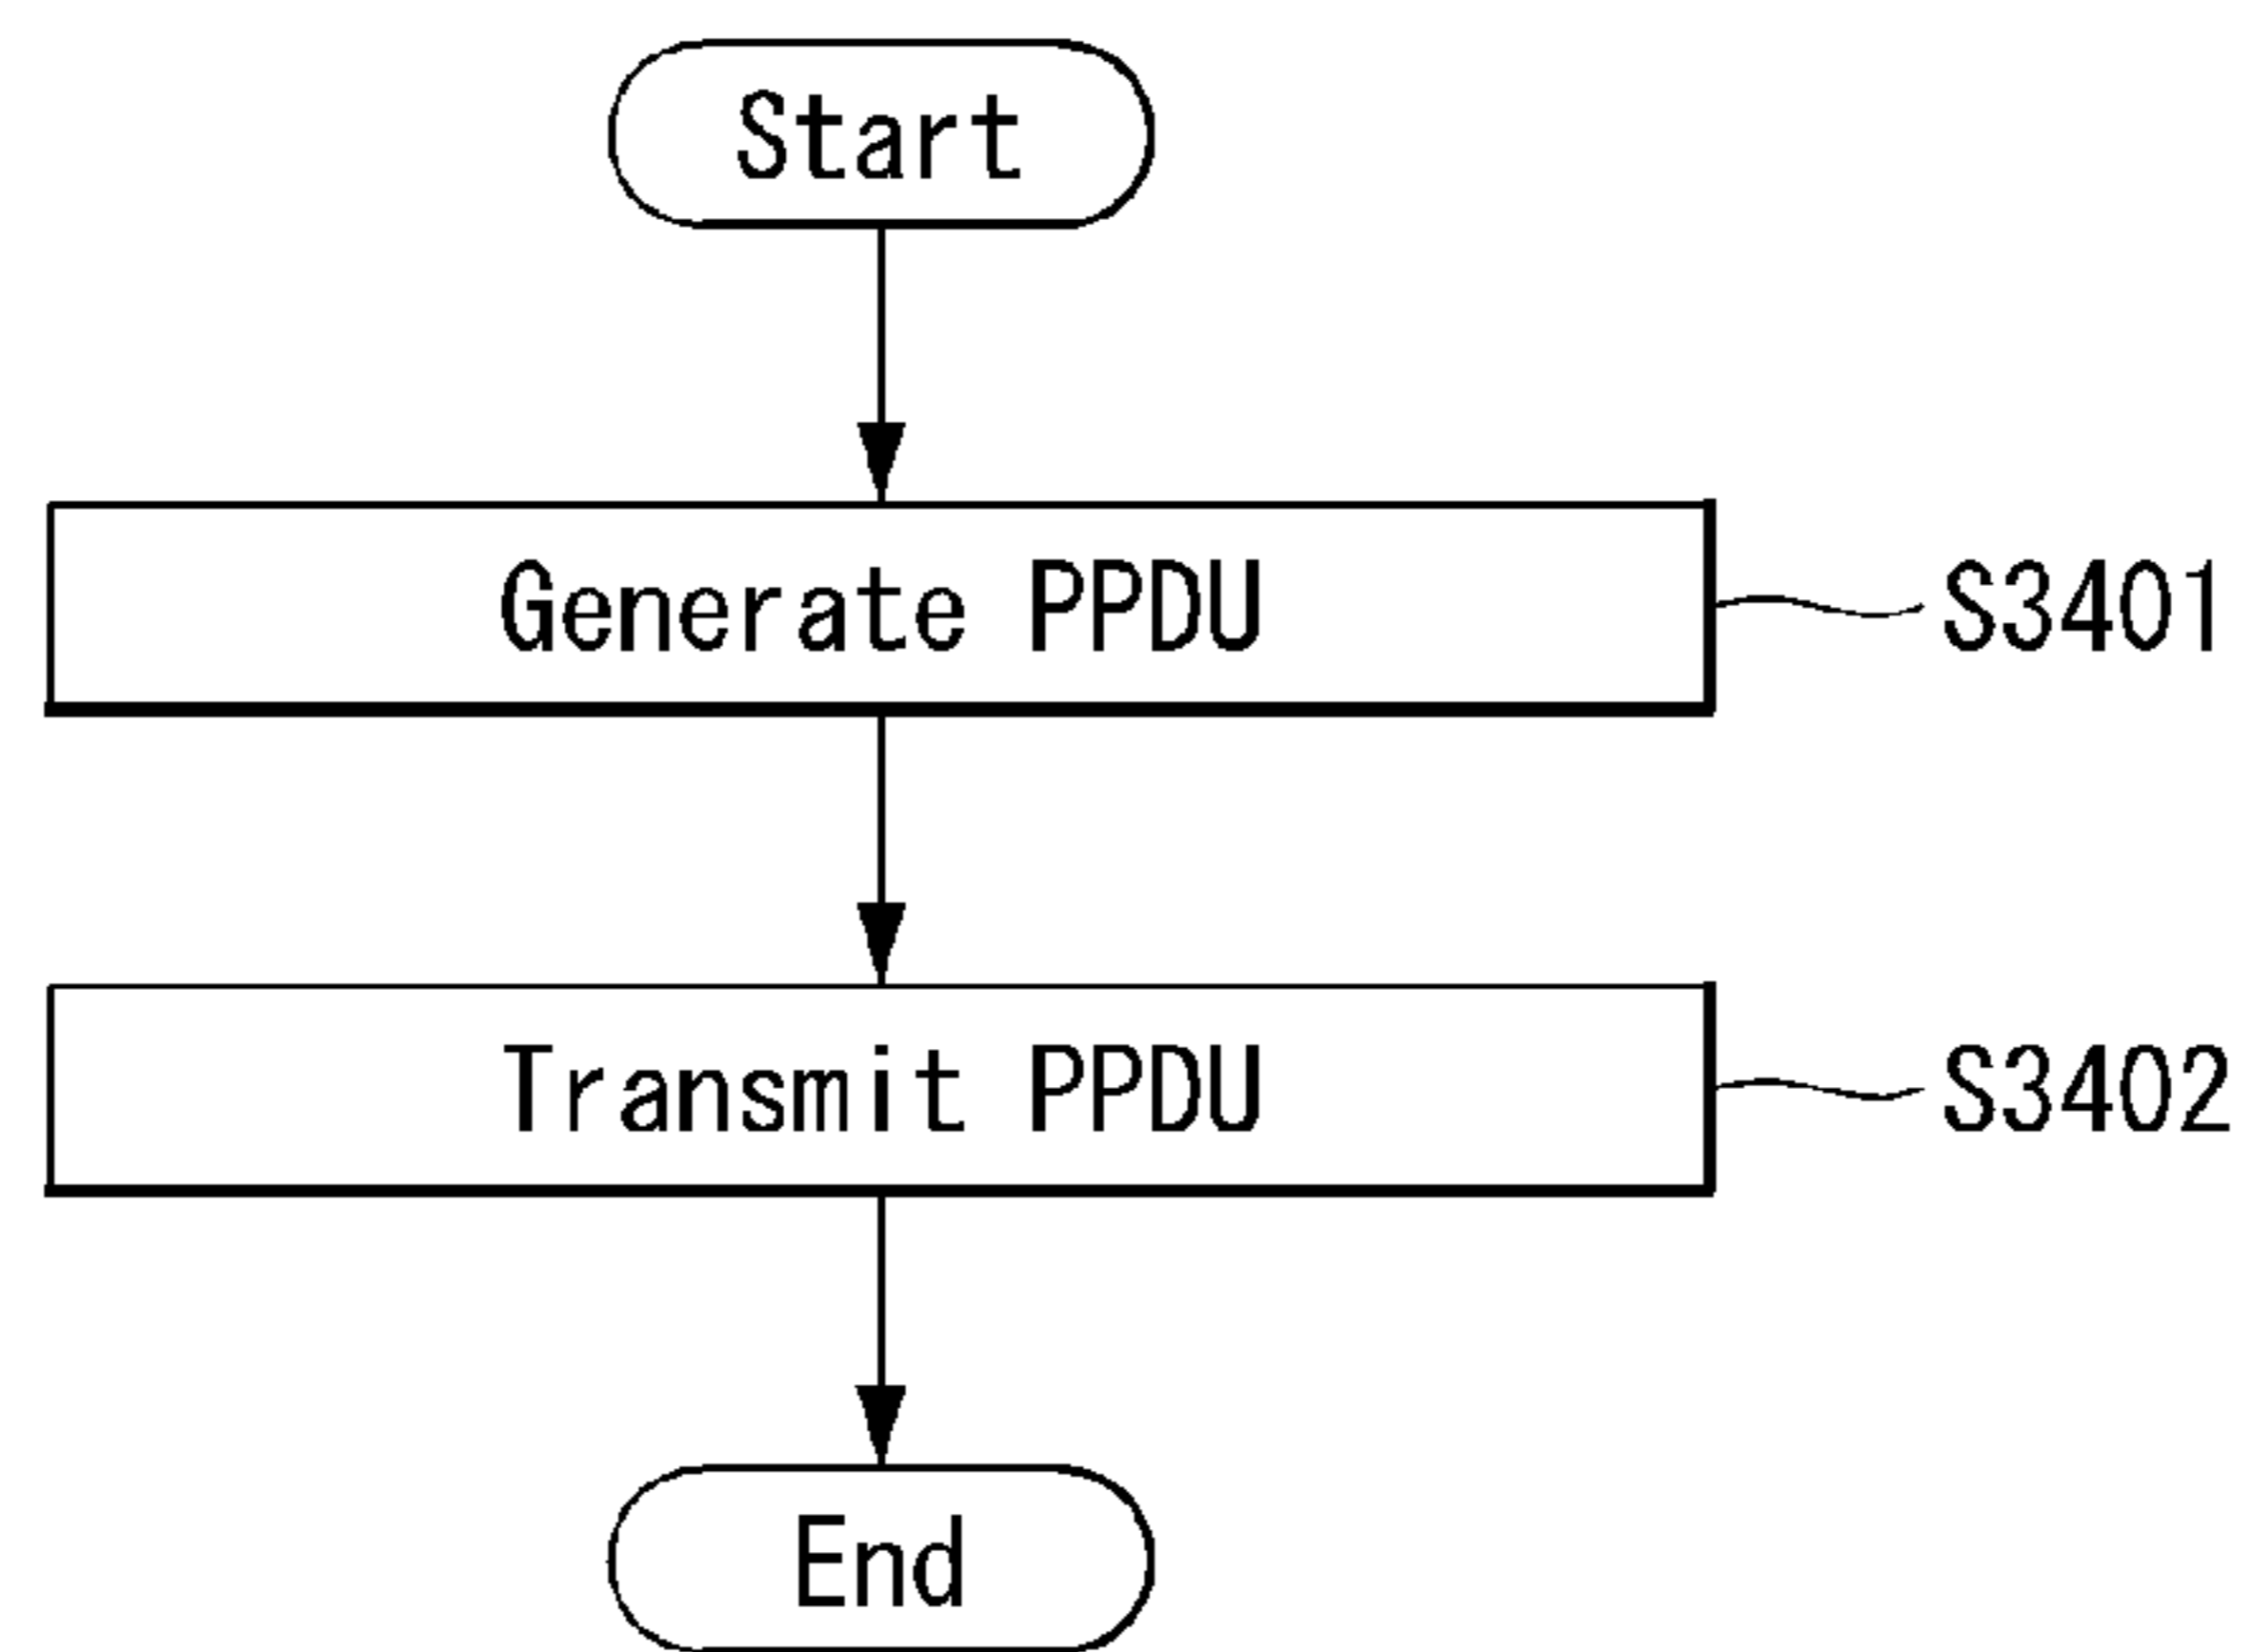 Start
Generate PPDU
S3401
Transmit PPDU
S3402
End